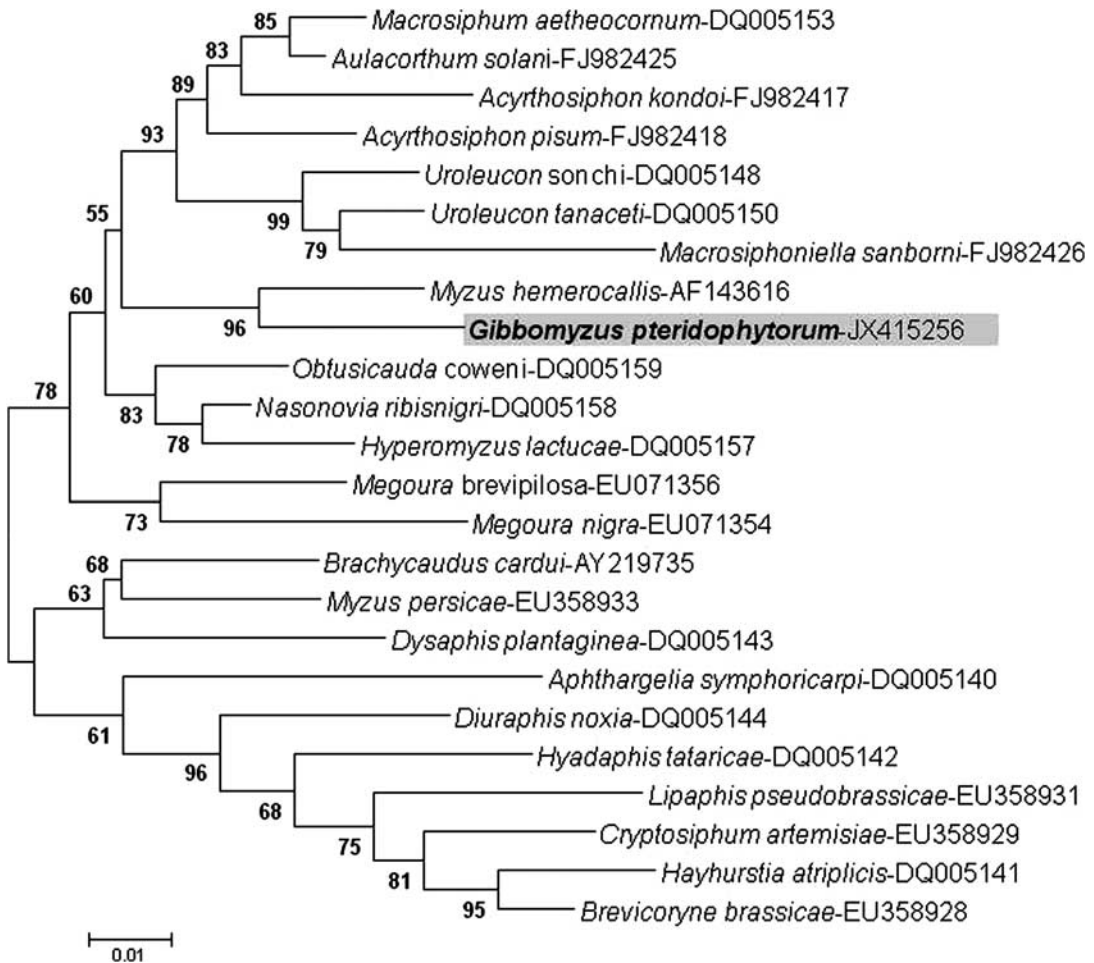 85
Macrosiphum aetheocornum-DQ005153
83
Aulacorthum solani-FJ982425
89
Acyrthosiphon kondoi-FJ982417
93
Acyrthosiphon pisum-FJ982418
Uroleucon sonchi-DQ005148
55
99
Uroleucon tanaceti-DQ005150
79
Macrosiphoniella sanborni-FJ982426
60
Myzus hemerocallis-AF143616
96
Gibbomyzus pteridophytorum-JX415256
Obtusicauda coweni-DQ005159
78
83
Nasonovia ribisnigri-DQ005158
78
Hyperomyzus lactucae-DQ005157
Megoura brevipilosa-EU071356
73
Megoura nigra-EU071354
68
Brachycaudus cardui-AY219735
63
Myzus persicae-EU358933
Dysaphis plantaginea-DQ005143
Aphthargelia symphoricarpi-DQ005140
61
Diuraphis noxia-DQ005144
96
Hyadaphis tataricae-DQ005142
68
Lipaphis pseudobrassicae-EU358931
75
Cryptosiphum artemisiae-EU358929
81
Hayhurstia atriplicis-DQ005141
95
Brevicoryne brassicae-EU358928
0.01